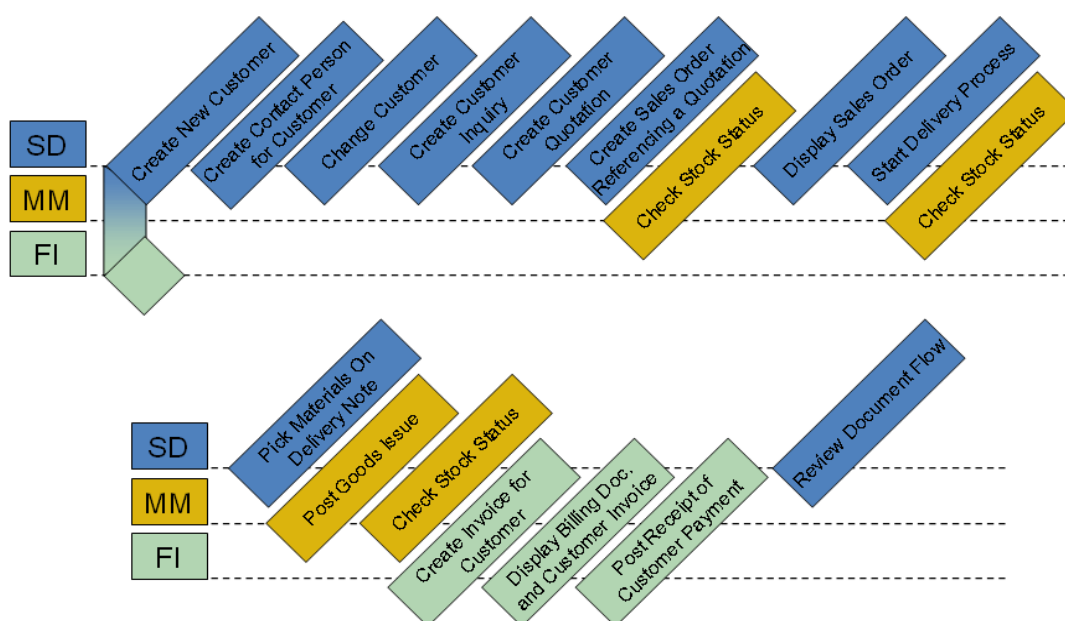 SD
MM
FI
Create New Customer
Create Contact Person
for Customer
Change Customer
Create Customer
Inquiry
Create Customer
Quotation
Create Sales Order
Referencing a Quotation
Check Stock Status
Display Sales Order
Start Delivery Process
Check Stock Status
SD
MM
FI
Pick Materials On
Delivery Note
Post Goods Issue
Check Stock Status
Create Invoice for
Customer
Display Billing Doc.
and Customer Invoice
Post Receipt of
Customer Payment
Review Document Flow